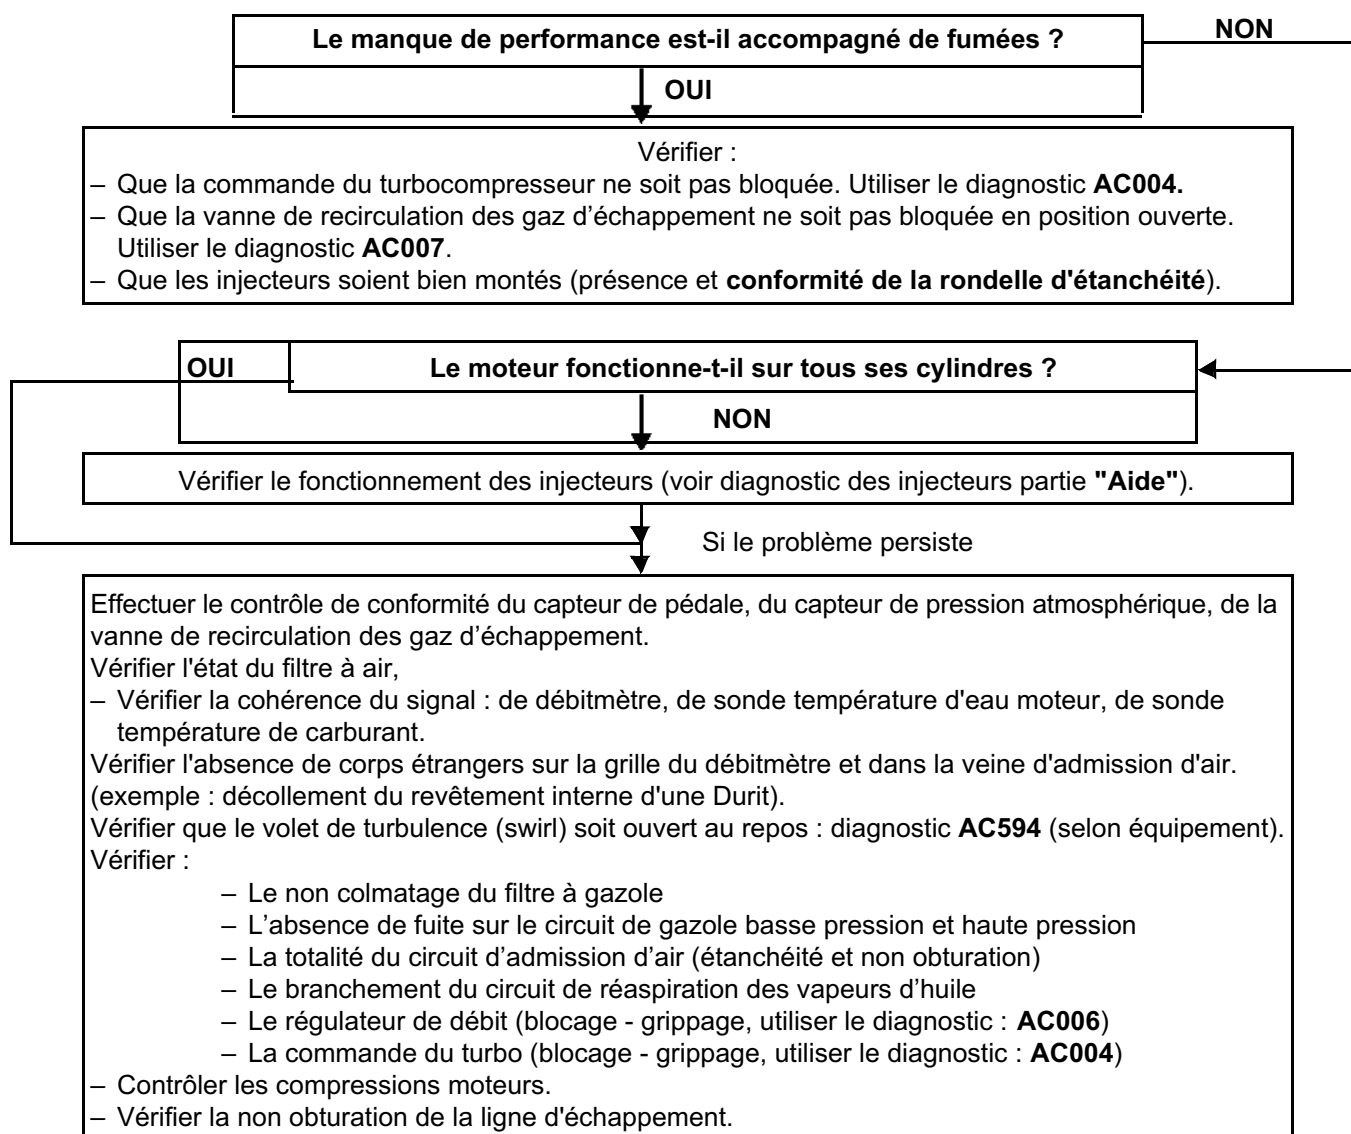 Le manque de performance est-il accompagné de fumées ?
NON
OUI
Vérifier :
– Que la commande du turbocompresseur ne soit pas bloquée. Utiliser le diagnostic AC004.
– Que la vanne de recirculation des gaz d’échappement ne soit pas bloquée en position ouverte.
Utiliser le diagnostic AC007.
– Que les injecteurs soient bien montés (présence et conformité de la rondelle d'étanchéité).
OUI
Le moteur fonctionne-t-il sur tous ses cylindres ?
NON
Vérifier le fonctionnement des injecteurs (voir diagnostic des injecteurs partie "Aide").
Si le problème persiste
Effectuer le contrôle de conformité du capteur de pédale, du capteur de pression atmosphérique, de la
vanne de recirculation des gaz d’échappement.
Vérifier l'état du filtre à air,
– Vérifier la cohérence du signal : de débitmètre, de sonde température d'eau moteur, de sonde
température de carburant.
Vérifier l'absence de corps étrangers sur la grille du débitmètre et dans la veine d'admission d'air.
(exemple : décollement du revêtement interne d'une Durit).
Vérifier que le volet de turbulence (swirl) soit ouvert au repos : diagnostic AC594 (selon équipement).
Vérifier :
– Le non colmatage du filtre à gazole
– L’absence de fuite sur le circuit de gazole basse pression et haute pression
– La totalité du circuit d’admission d’air (étanchéité et non obturation)
– Le branchement du circuit de réaspiration des vapeurs d’huile
– Le régulateur de débit (blocage - grippage, utiliser le diagnostic : AC006)
– La commande du turbo (blocage - grippage, utiliser le diagnostic : AC004)
– Contrôler les compressions moteurs.
– Vérifier la non obturation de la ligne d'échappement.